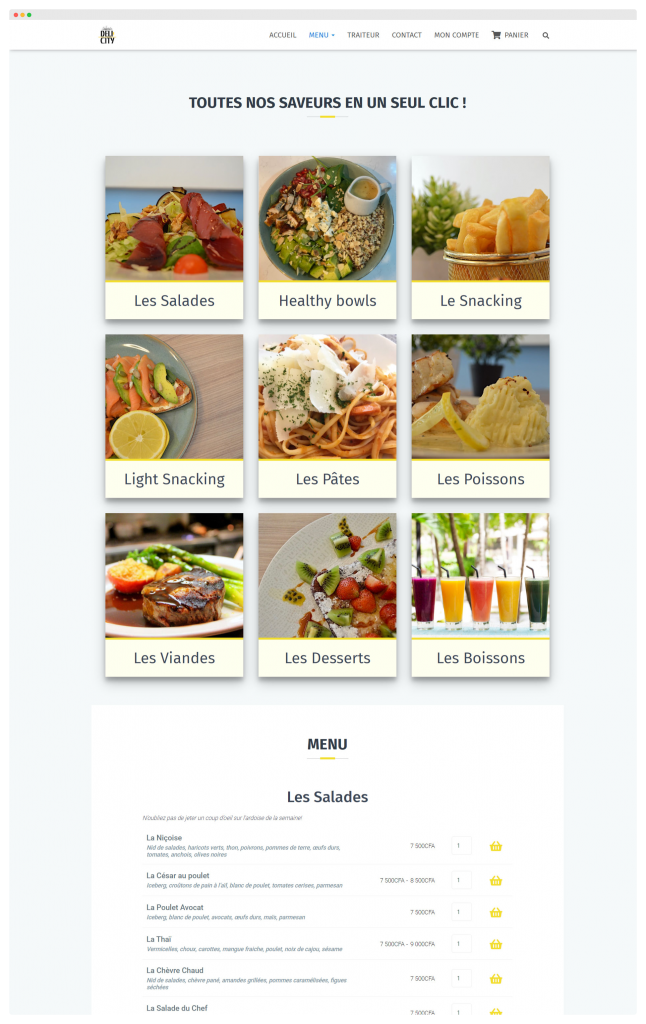 DELI
CITY
ACCUEIL MENU TRAITEUR CONTACT MON COMPTE PANIER
TOUTES NOS SAVEURS EN UN SEUL CLIC !
Les Salades Healthy bowls Le Snacking
Light Snacking Les Pâtes Les Poissons
Les Viandes Les Desserts Les Boissons
MENU
Les Salades
N'oubliez pas de jeter un coup d'oeil sur l'ardoise de la semaine!
La Niçoise
Nid de salades, haricots verts, thon, poivrons, pommes de terre, œufs durs,
tomates, anchois, olives noires
7 500CFA 1
La César au poulet
Iceberg, croûtons de pain à l'ail, blanc de poulet, tomates cerises, parmesan
7 500CFA - 8 500CFA 1
La Poulet Avocat
Iceberg, blanc de poulet, avocats, œufs durs, maïs, parmesan
7 500CFA 1
La Thaï
Vermicelles, choux, carottes, mangue fraiche, poulet, noix de cajou, sésame
7 500CFA - 9 000CFA 1
La Chèvre Chaud
Nid de salades, chèvre pané, amandes grillées, pommes caramélisées, figues
séchées
7 500CFA 1
La Salade du Chef
7 500CFA 1